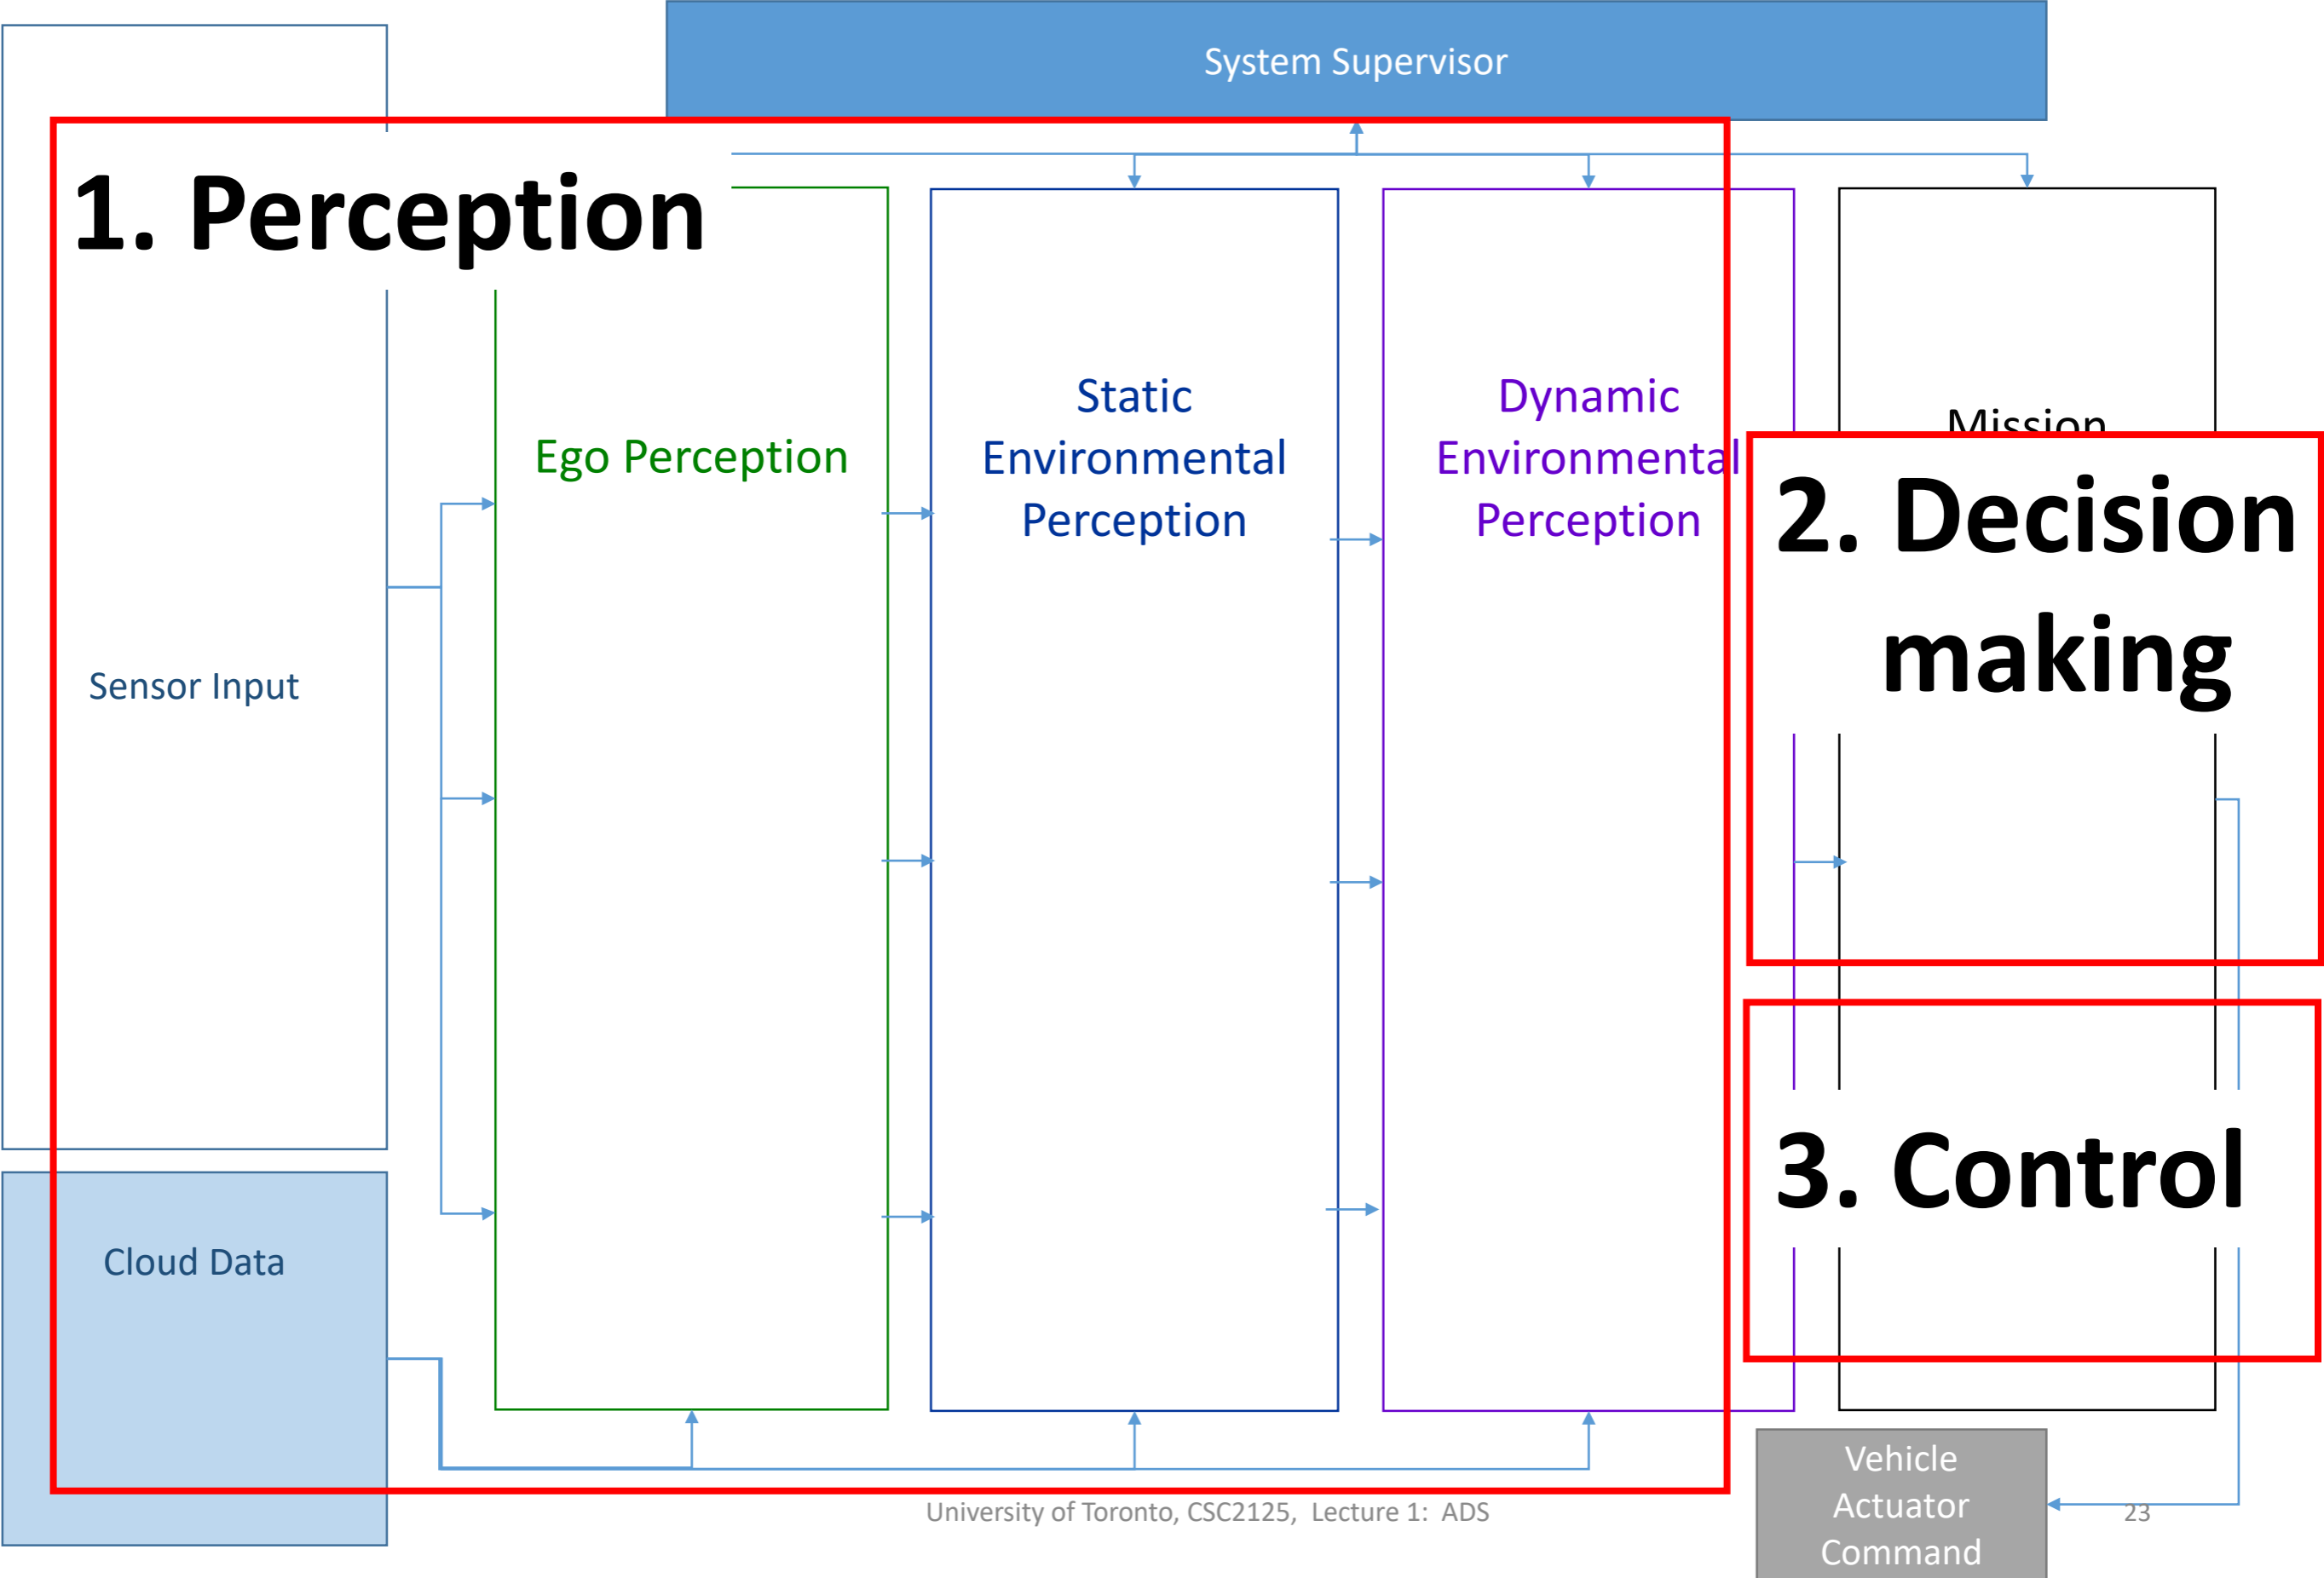 System Supervisor
1. Perception
Ego Perception
Static
Environmental
Perception
Dynamic
Environmental
Perception
Mission
2. Decision
making
Sensor Input
3. Control
Cloud Data
Vehicle
Actuator
Command
University of Toronto, CSC2125, Lecture 1: ADS
23